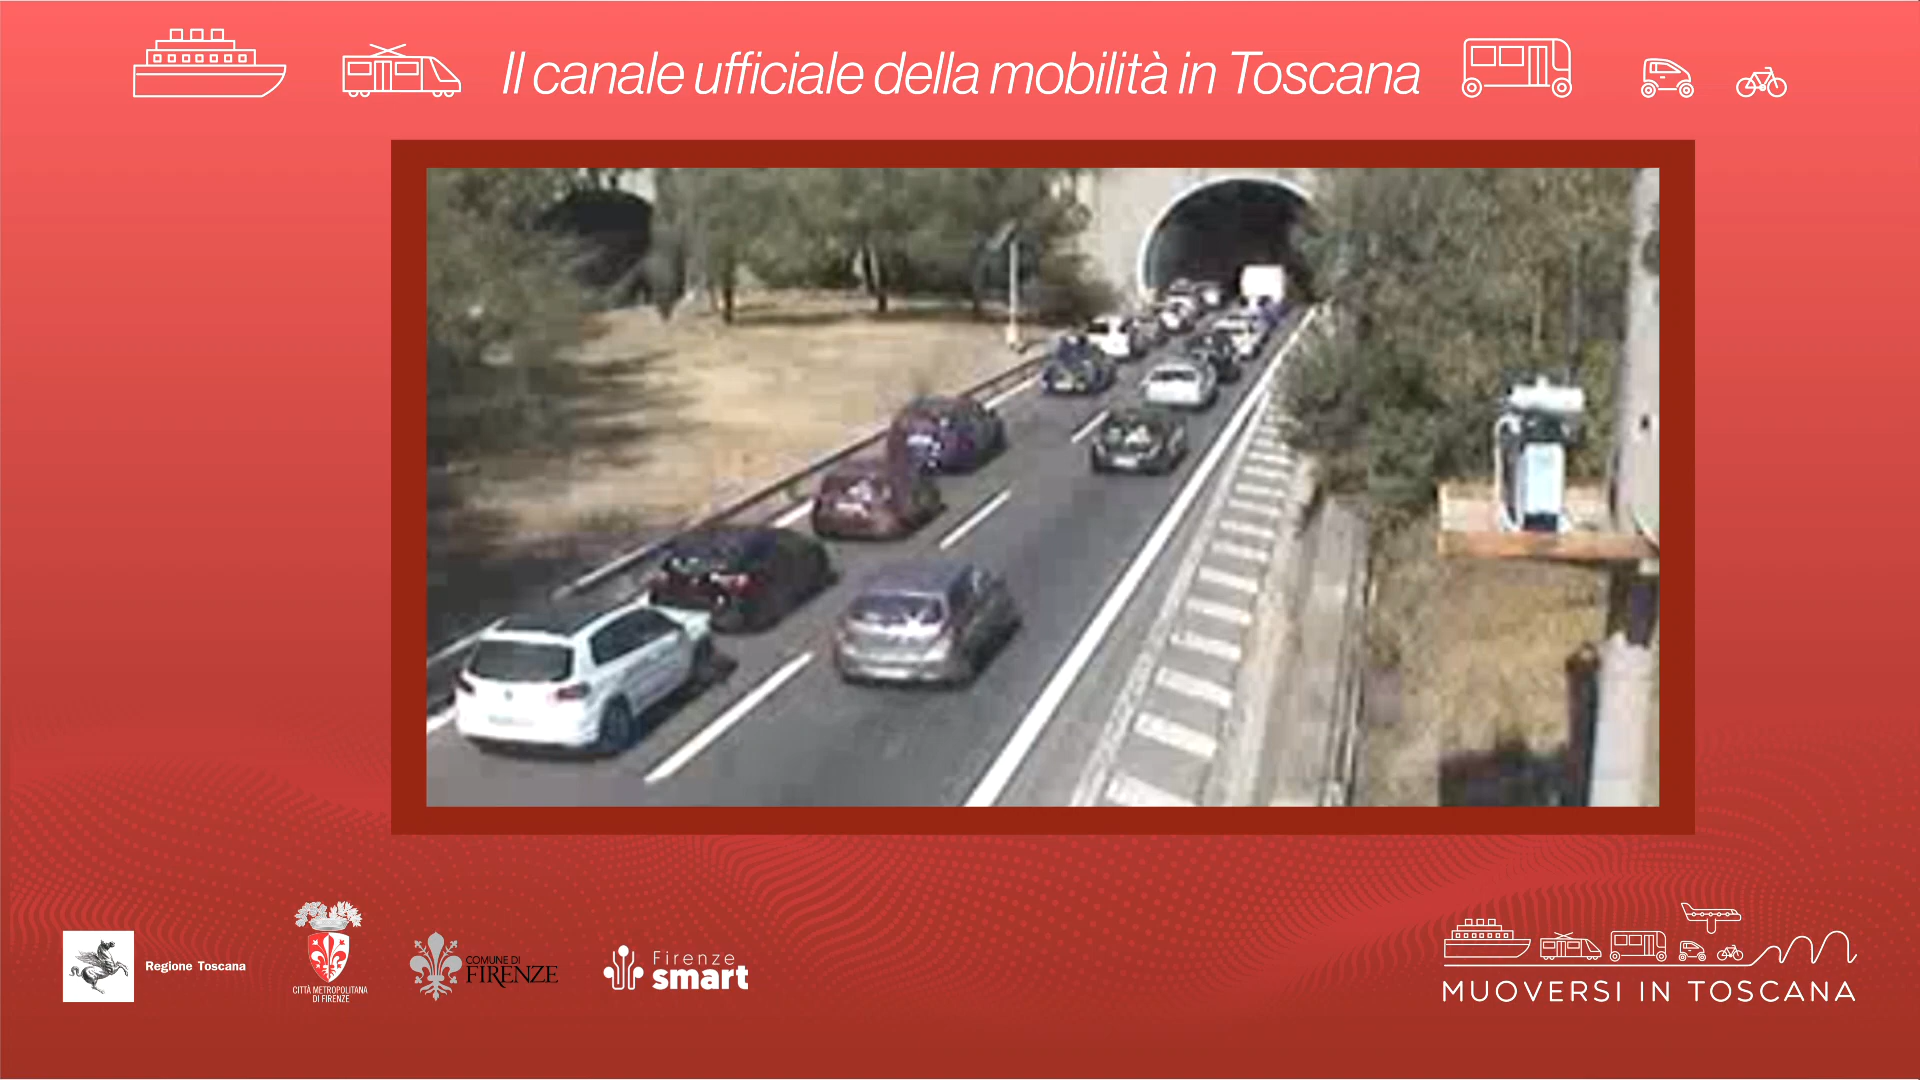 Il canale ufficiale della mobilità in Toscana
Regione Toscana
CITTÀ METROPOLITANA
DI FIRENZE
COMUNE DI
FIRENZE
Firenze
smart
MUOVERSI IN TOSCANA